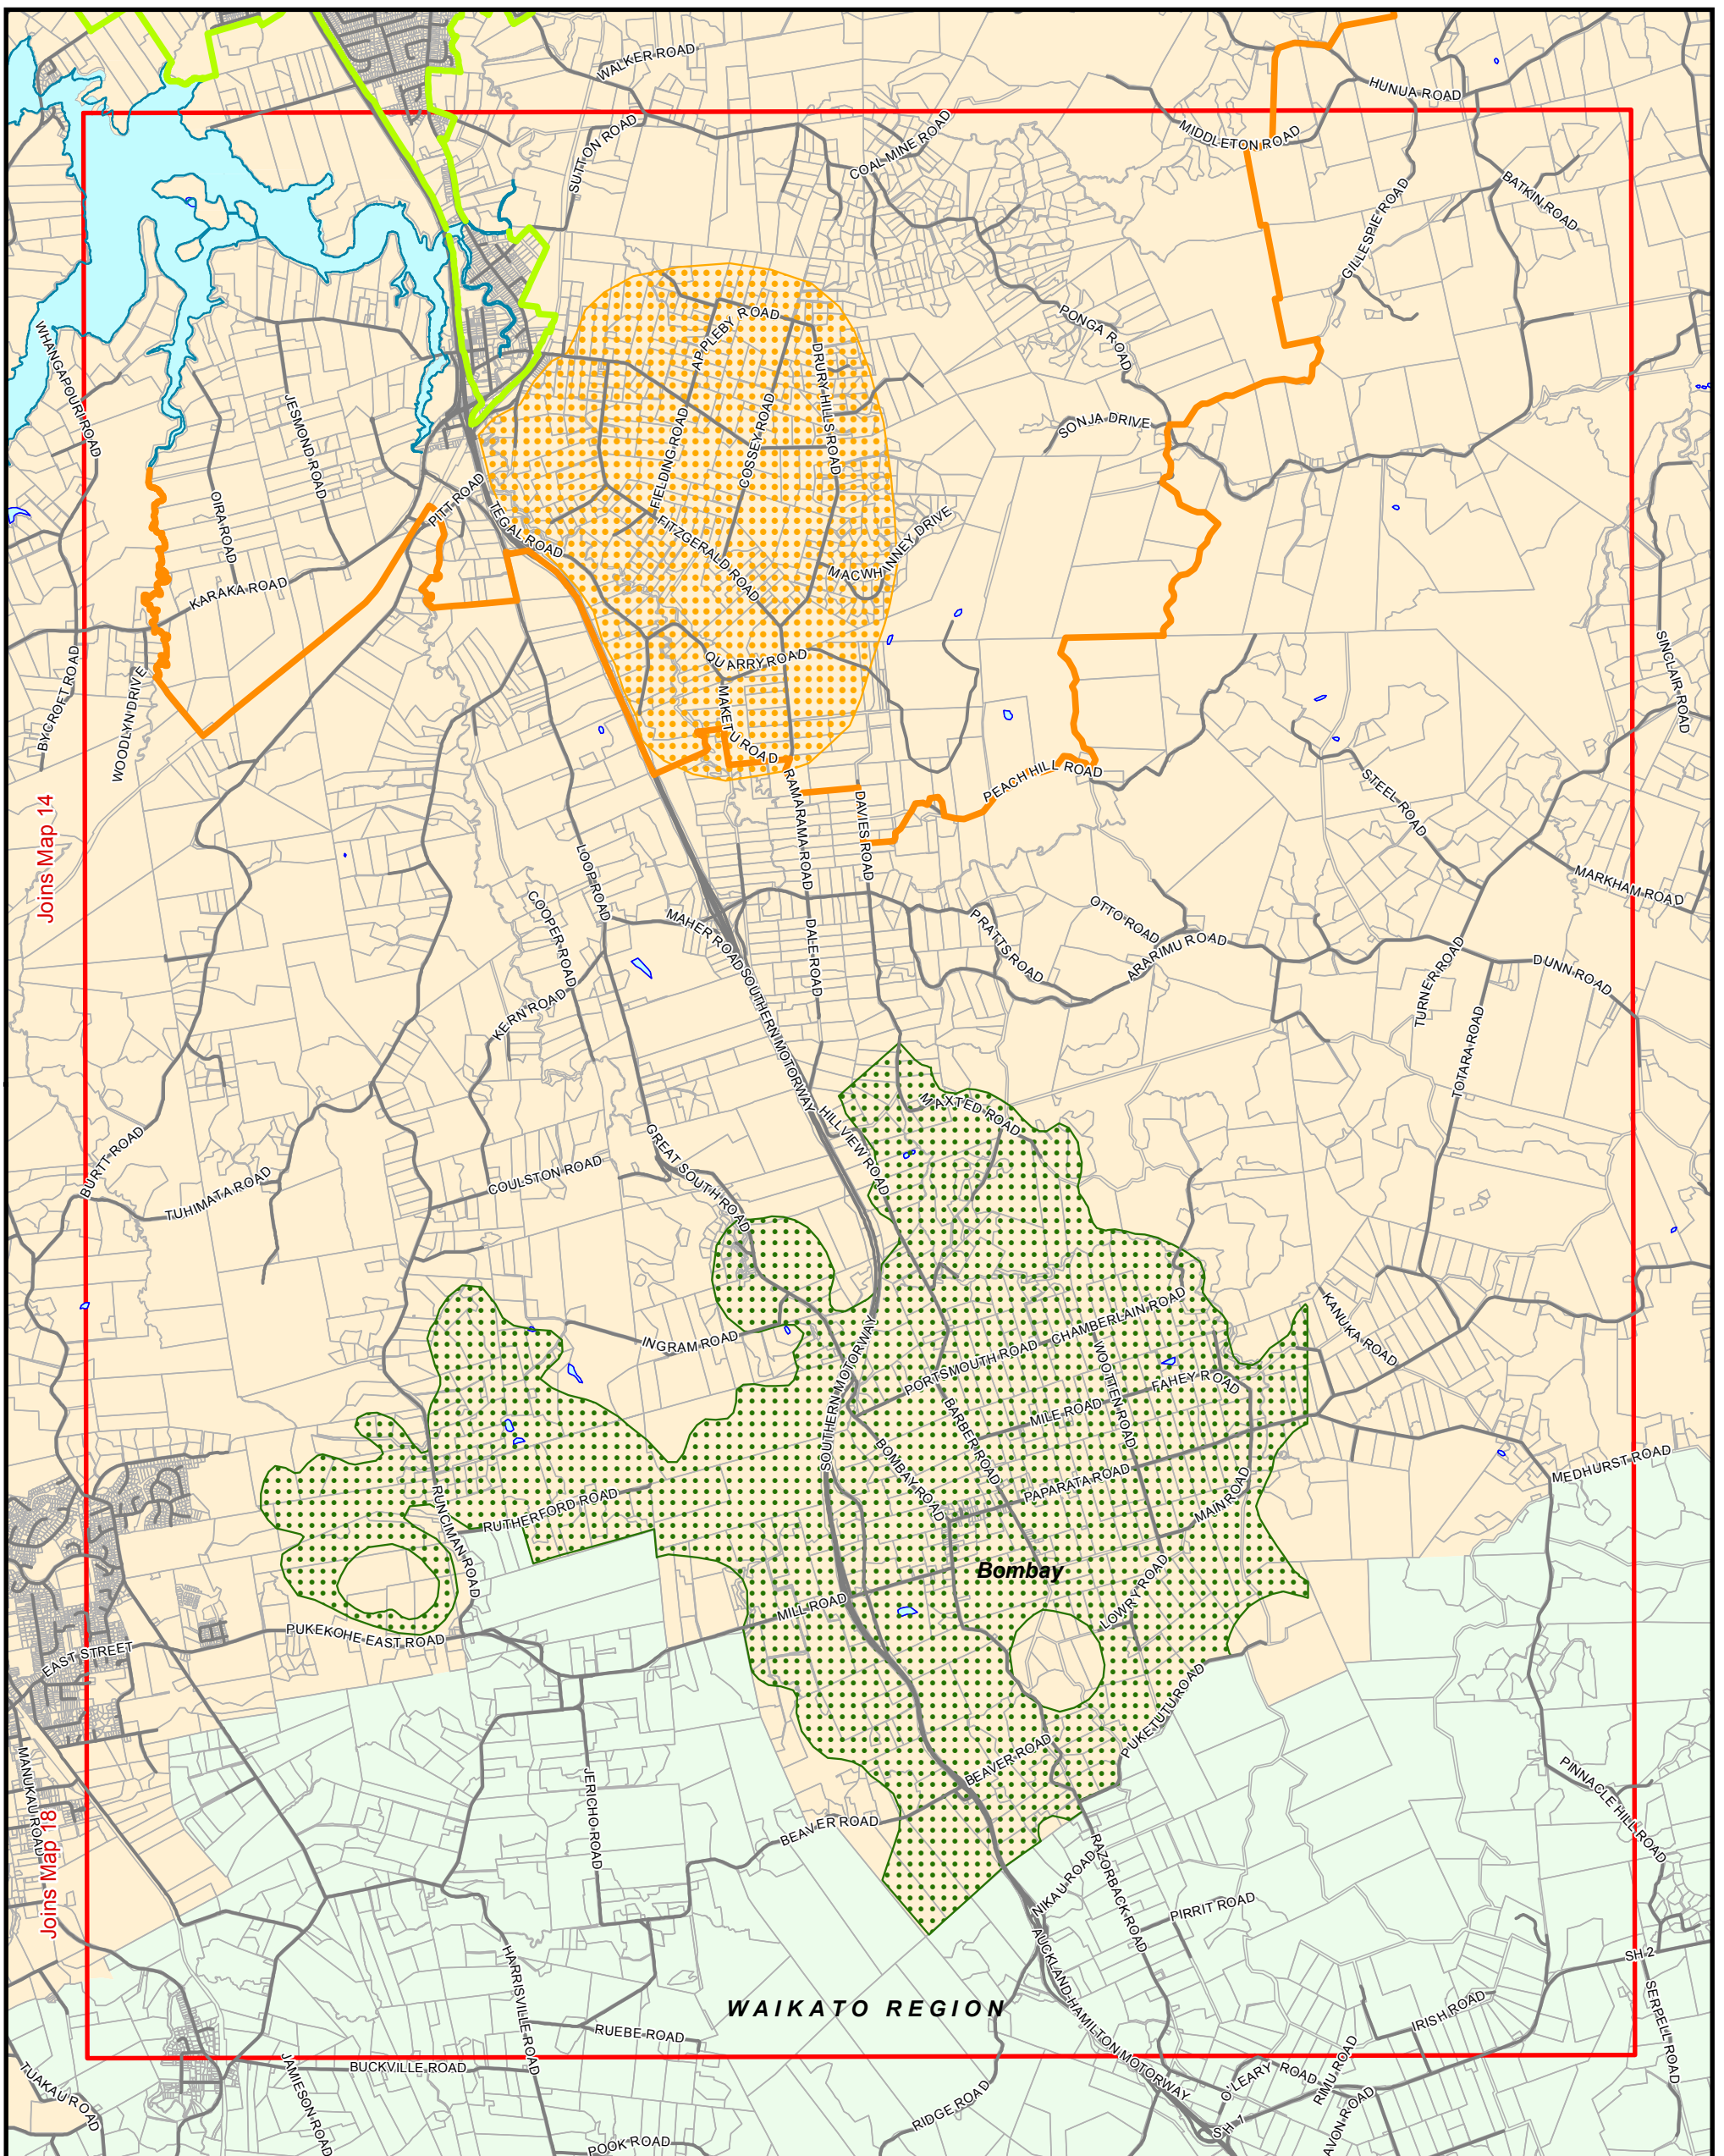 WALKER ROAD
HUNUA ROAD
SUTTON ROAD
COAL MINE ROAD
MIDDLETON ROAD
BATKIN ROAD
GILLESPIE ROAD
WHANGAPOURI ROAD
APPLEBY ROAD
PONGA ROAD
DRURY HILLS ROAD
JESMOND ROAD
SONJA DRIVE
FIELDING ROAD
COSSEY ROAD
OIRA ROAD
PITT ROAD
TEGAL ROAD
FITZGERALD ROAD
MACWHINNEY DRIVE
KARAKA ROAD
QUARRY ROAD
SINCLAIR ROAD
BYCROFT ROAD
WOODLYN DRIVE
MAKETU ROAD
PEACH HILL ROAD
RAMARAMA ROAD
DAVIES ROAD
STEEL ROAD
Joins Map 14
LOOP ROAD
MARKHAM ROAD
COOPER ROAD
MAHER ROAD
DALE ROAD
PRATTS ROAD
OTTO ROAD
ARARIMU ROAD
TURNER ROAD
DUNN ROAD
KERN ROAD
SOUTHERN MOTORWAY
TOTARA ROAD
MAXTED ROAD
HILLVIEW ROAD
BURTT ROAD
GREAT SOUTH ROAD
TUHIMATA ROAD
COULSTON ROAD
INGRAM ROAD
CHAMBERLAIN ROAD
KANUKA ROAD
PORTSMOUTH ROAD
SOUTHERN MOTORWAY
WOOTTEN ROAD
FAHEY ROAD
BARBER ROAD
MILE ROAD
BOMBAY ROAD
PAPARATA ROAD
MEDHURST ROAD
RUNCIMAN ROAD
RUTHERFORD ROAD
MAIN ROAD
Bombay
LOWRY ROAD
MILL ROAD
PUKEKOHE EAST ROAD
EAST STREET
PUKETUTU ROAD
MANUKAU ROAD
BEAVER ROAD
JERICHO ROAD
PINNACLE HILL ROAD
BEAVER ROAD
Joins Map 18
RAZORBACK ROAD
NIKAU ROAD
PIRRIT ROAD
HARRISVILLE ROAD
AUCKLAND-HAMILTON MOTORWAY
SH 2
WAIKATO REGION
SERPELL ROAD
IRISH ROAD
RUEBE ROAD
BUCKVILLE ROAD
JAMIESON ROAD
TUAKAU ROAD
O'LEARY ROAD
RIMU ROAD
RIDGE ROAD
SH 1
AVON ROAD
POOK ROAD